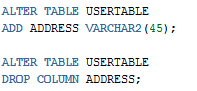 ALTER TABLE USERTABLE
ADD ADDRESS VARCHAR2(45);
ALTER TABLE USERTABLE
DROP COLUMN ADDRESS;